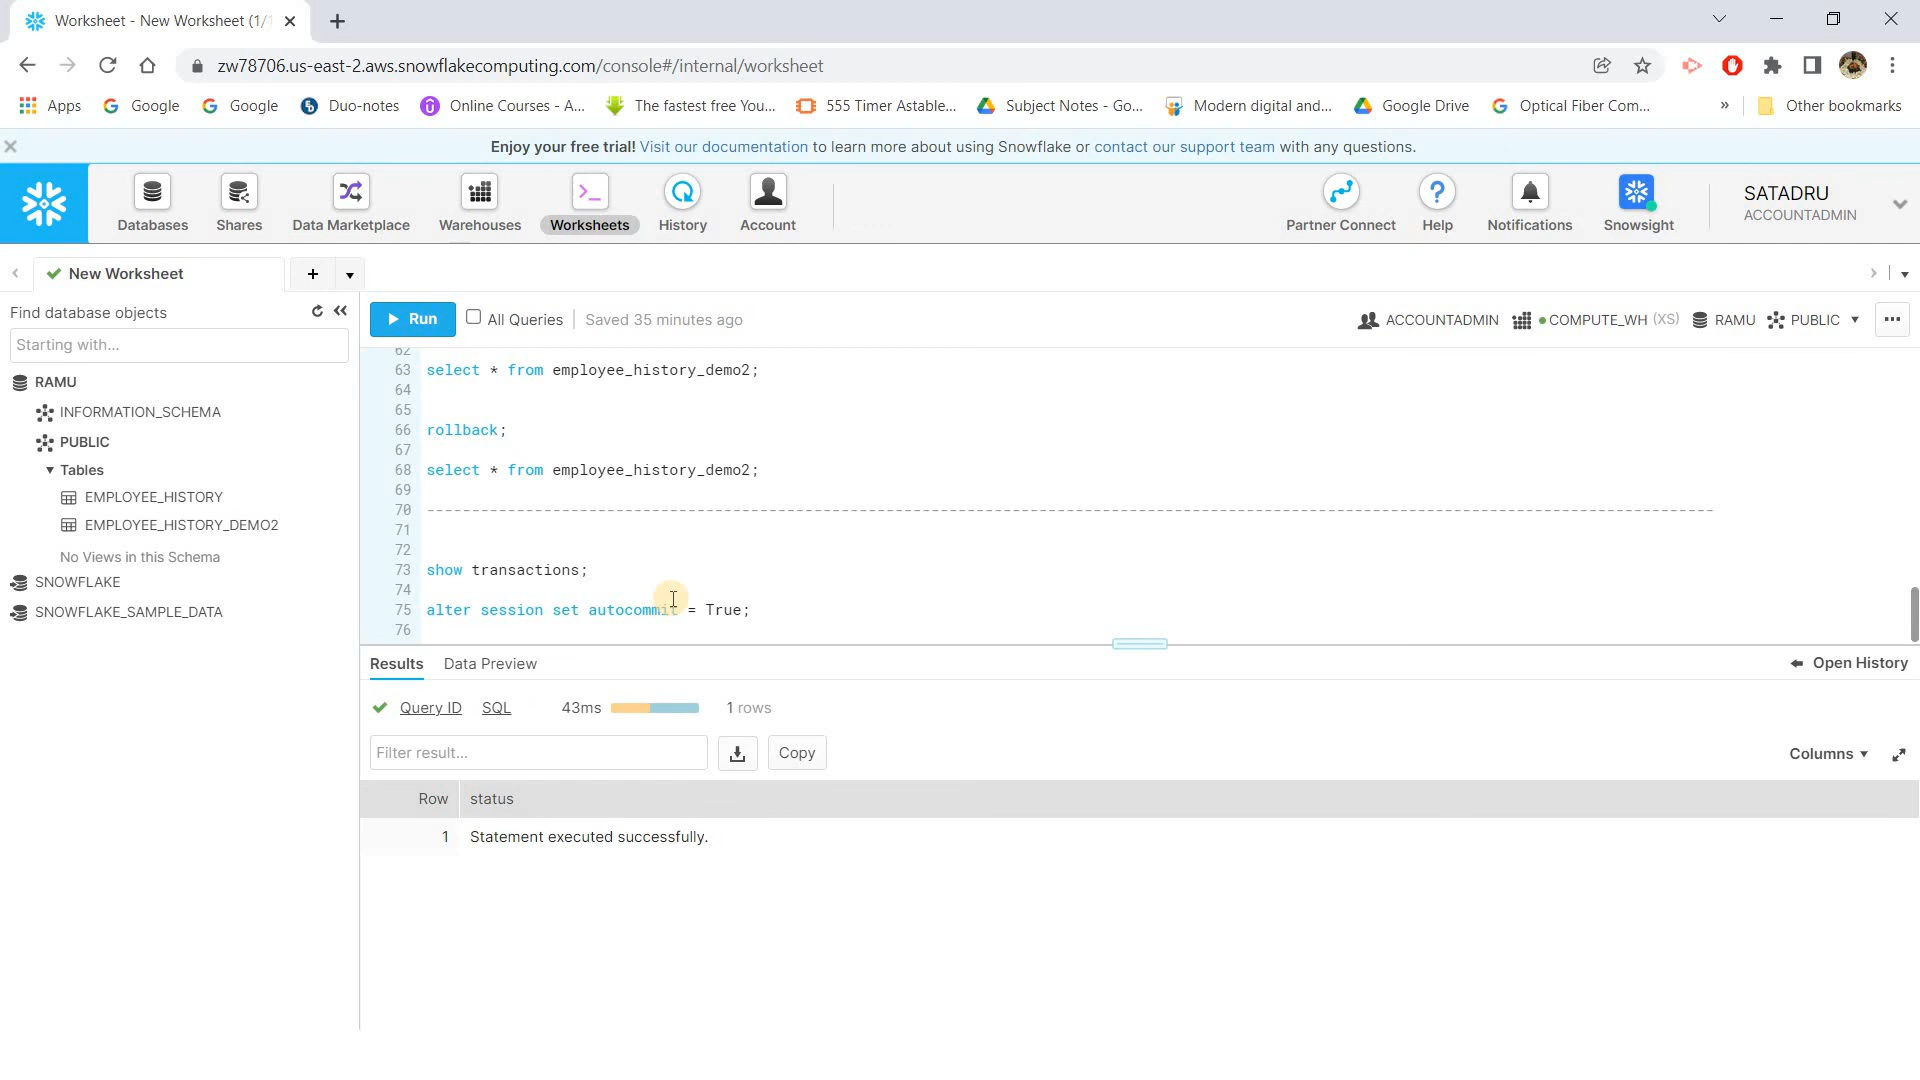 Worksheet - New Worksheet (1/1
zw78706.us-east-2.aws.snowflakecomputing.com/console#/internal/worksheet
Apps
Google
Google
Duo-notes
Online Courses - A...
The fastest free You...
555 Timer Astable...
Subject Notes - Go...
Modern digital and...
Google Drive
Optical Fiber Com...
»
Other bookmarks
Enjoy your free trial! Visit our documentation to learn more about using Snowflake or contact our support team with any questions.
Databases
Shares
Data Marketplace
Warehouses
Worksheets
History
Account
Partner Connect
Help
Notifications
Snowsight
SATADRU
ACCOUNTADMIN
New Worksheet
Find database objects
Starting with...
RAMU
INFORMATION_SCHEMA
PUBLIC
Tables
EMPLOYEE_HISTORY
EMPLOYEE_HISTORY_DEMO2
No Views in this Schema
SNOWFLAKE
SNOWFLAKE_SAMPLE_DATA
Run
All Queries
Saved 35 minutes ago
ACCOUNTADMIN
COMPUTE_WH (XS)
RAMU
PUBLIC
62
63 select * from employee_history_demo2;
64
65
66 rollback;
67
68 select * from employee_history_demo2;
69
70 ----------------------------------------------------------------------------------------------------------------------------------------------
71
72
73 show transactions;
74
75 alter session set autocommit = True;
76
Results
Data Preview
Open History
Query ID
SQL
43ms
1 rows
Filter result...
Copy
Columns
Row status
1 Statement executed successfully.